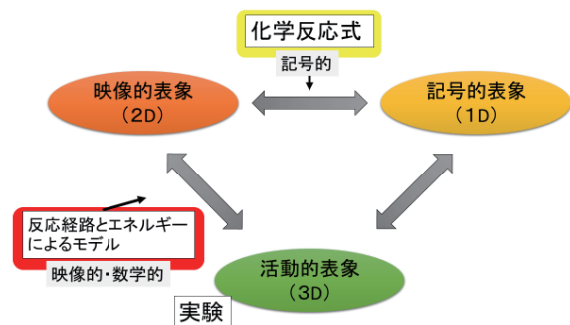 化学反応式
記号的
映像的表象
（2D）
記号的表象
（1D）
反応経路とエネルギー
によるモデル
映像的・数学的
活動的表象
（3D）
実験